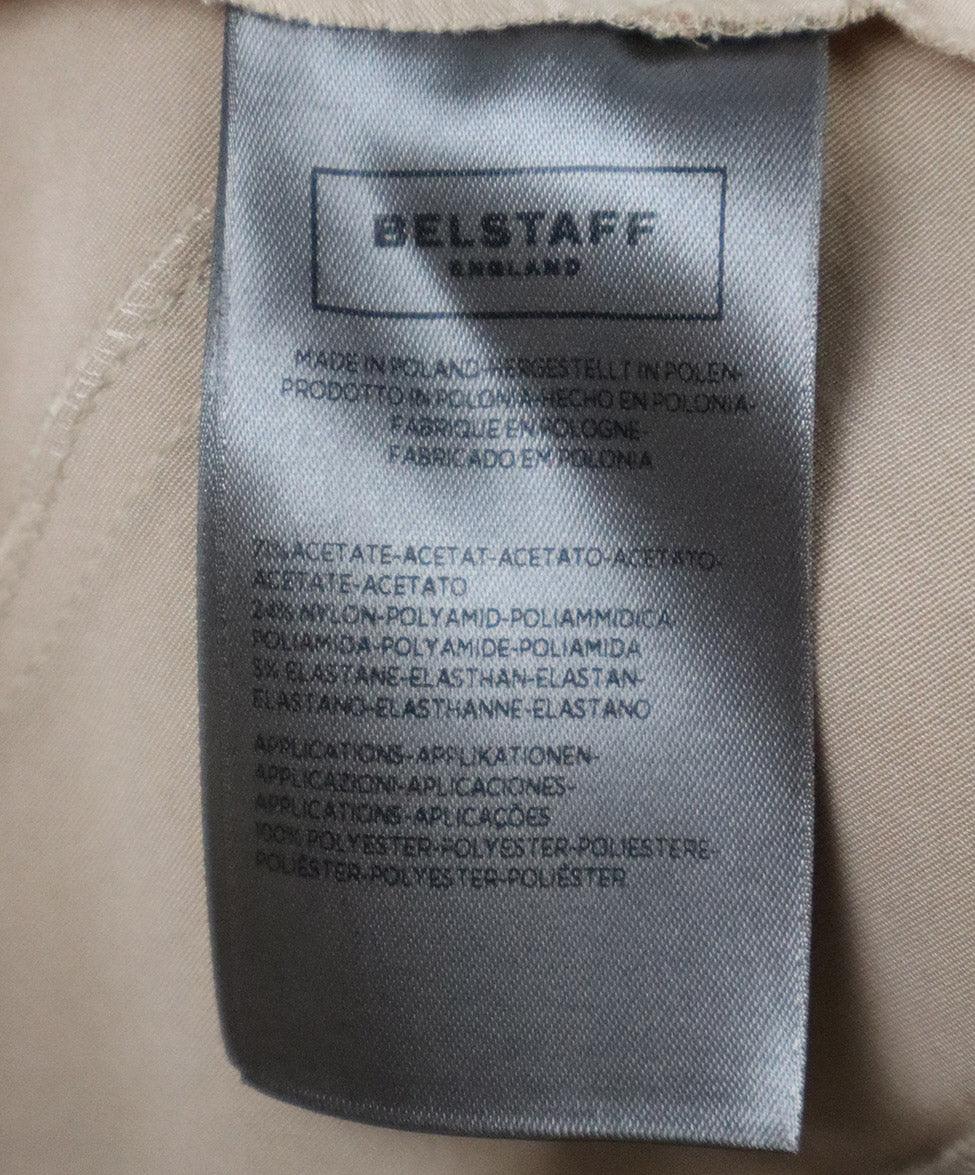 BELSTAFF
ENGLAND
MADE IN POLAND-HERGESTELLT IN POLEN-
PRODOTTO IN POLONIA-HECHO EN POLONIA-
FABRIQUE EN POLOGNE-
FABRICADO EM POLONIA
71% ACETATE-ACETAT-ACETATO-ACETATO-
ACETATE-ACETATO
24% NYLON-POLYAMID-POLIAMMIDICA
POLIAMIDA-POLYAMIDE-POLIAMIDA
5% ELASTANE-ELASTHAN-ELASTAN-
ELASTANO-ELASTHANNE-ELASTANO
APPLICATIONS-APPLIKATIONEN-
APPLICAZIONI-APLICACIONES-
APPLICATIONS-APLICAÇÕES
100% POLYESTER-POLYESTER-POLIESTERE-
POLIÉSTER-POLYESTER-POLIÉSTER